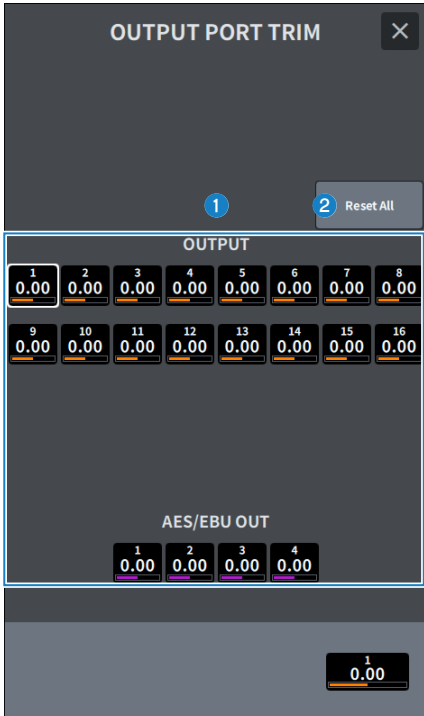 OUTPUT PORT TRIM ×
1 2 Reset All
OUTPUT
1 2 3 4 5 6 7 8
0.00 0.00 0.00 0.00 0.00 0.00 0.00 0.00
9 10 11 12 13 14 15 16
0.00 0.00 0.00 0.00 0.00 0.00 0.00 0.00
AES/EBU OUT
1 2 3 4
0.00 0.00 0.00 0.00
1
0.00